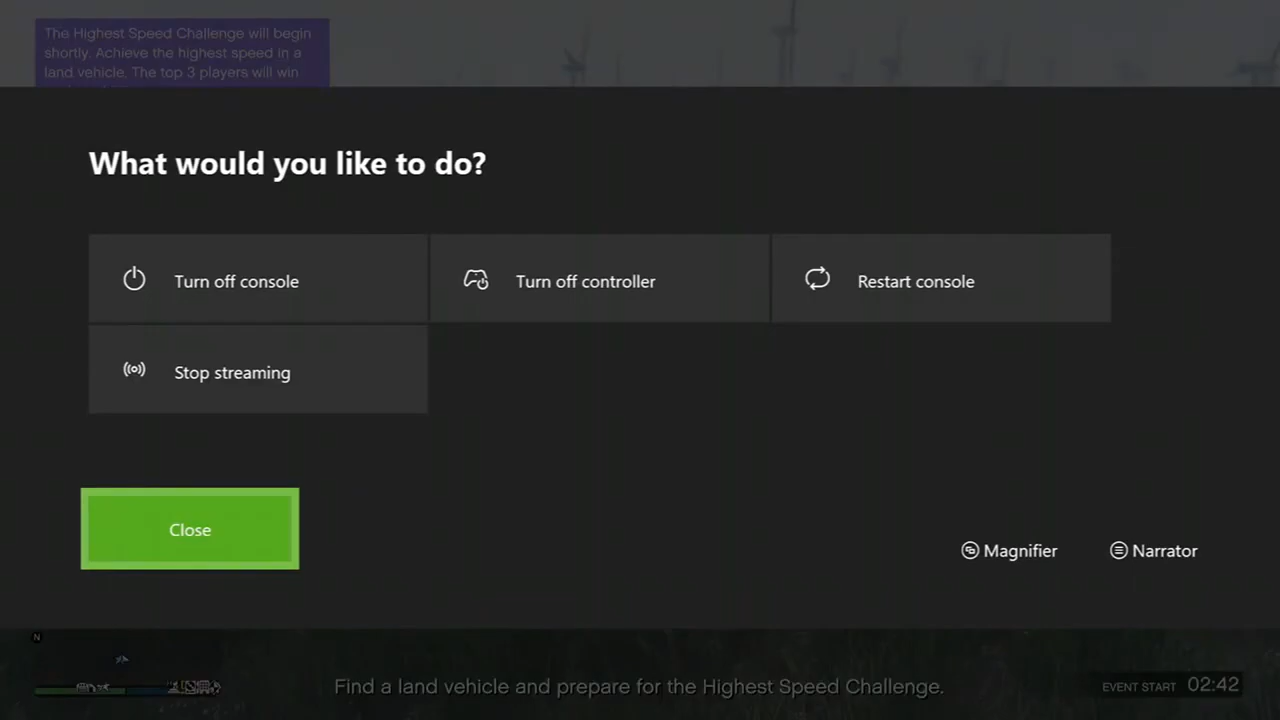 The Highest Speed Challenge will begin
shortly. Achieve the highest speed in a
land vehicle. The top 3 players will win
What would you like to do?
Turn off console
Turn off controller
Restart console
Stop streaming
Close
Magnifier
Narrator
N
Find a land vehicle and prepare for the Highest Speed Challenge.
EVENT START 02:42